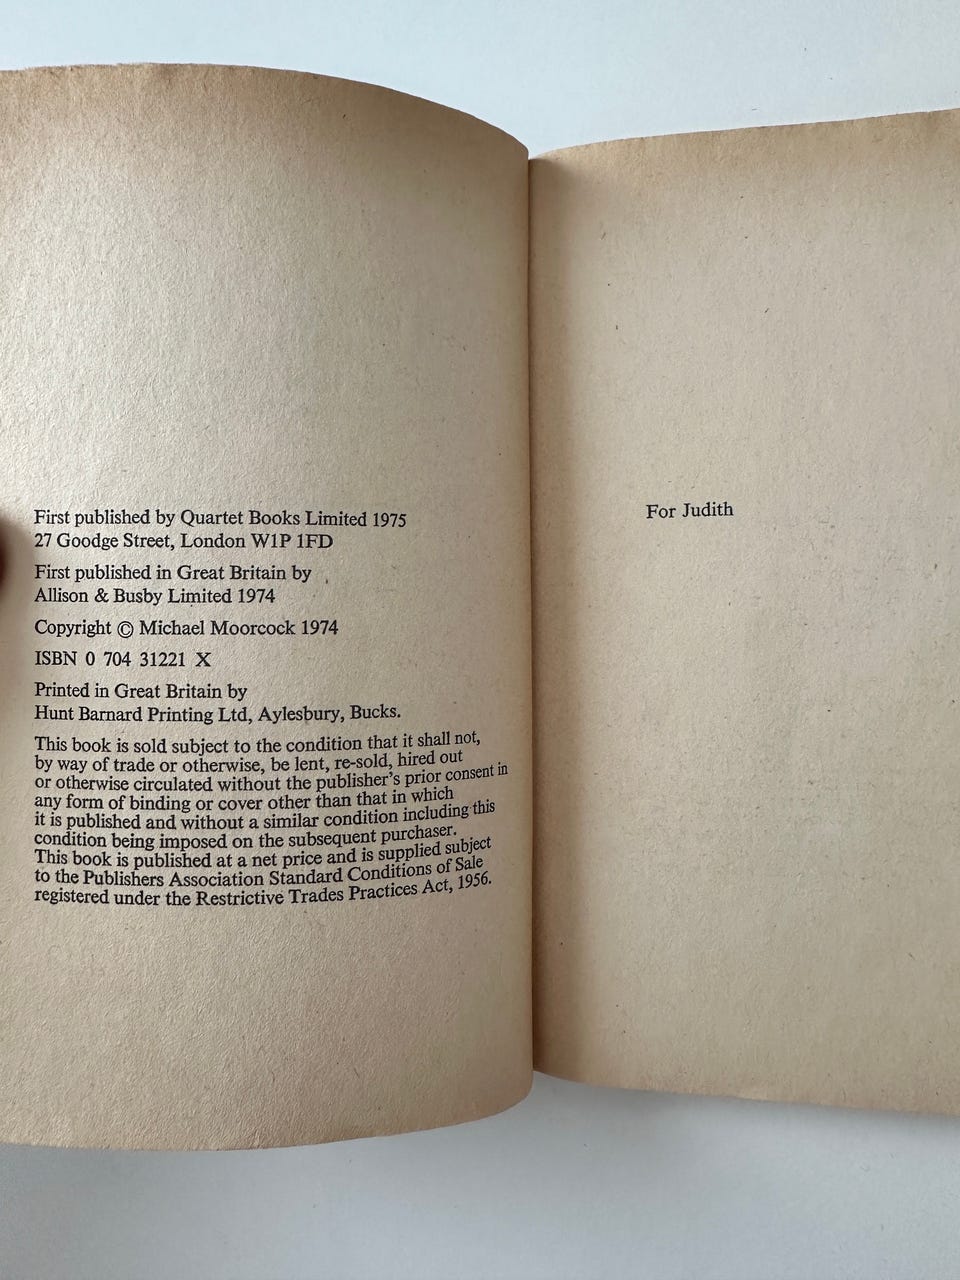 First published by Quartet Books Limited 1975
27 Goodge Street, London W1P 1FD
First published in Great Britain by
Allison & Busby Limited 1974
Copyright © Michael Moorcock 1974
ISBN 0 704 31221 X
Printed in Great Britain by
Hunt Barnard Printing Ltd, Aylesbury, Bucks.
This book is sold subject to the condition that it shall not,
by way of trade or otherwise, be lent, re-sold, hired out
or otherwise circulated without the publisher's prior consent in
any form of binding or cover other than that in which
it is published and without a similar condition including this
condition being imposed on the subsequent purchaser.
This book is published at a net price and is supplied subject
to the Publishers Association Standard Conditions of Sale
registered under the Restrictive Trades Practices Act, 1956.
For Judith